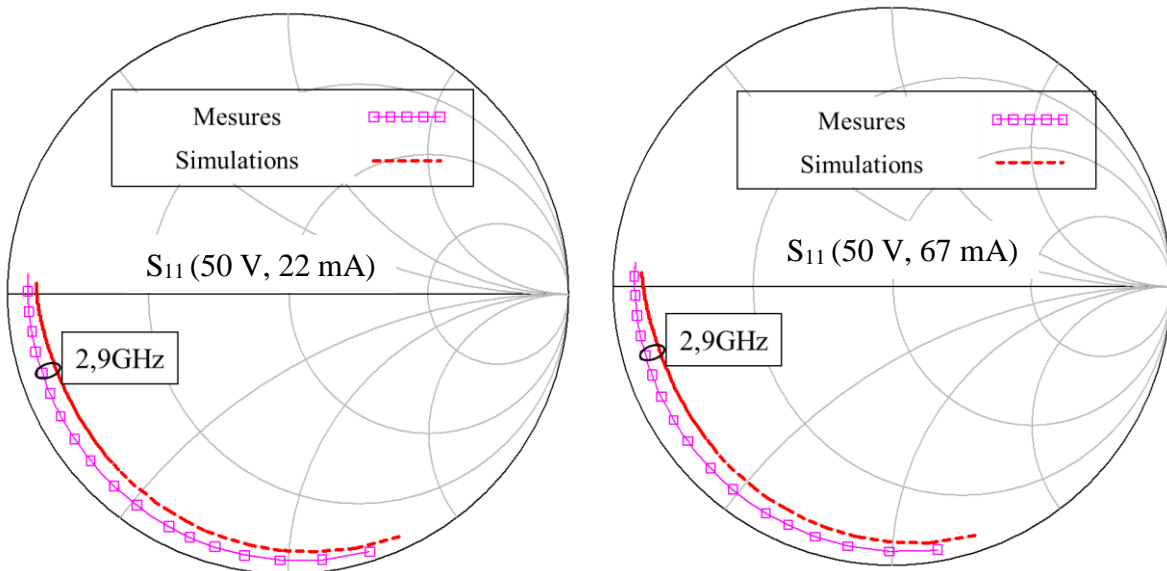 Mesures
Simulations
S₁₁ (50 V, 22 mA)
2,9GHz
Mesures
Simulations
S₁₁ (50 V, 67 mA)
2,9GHz